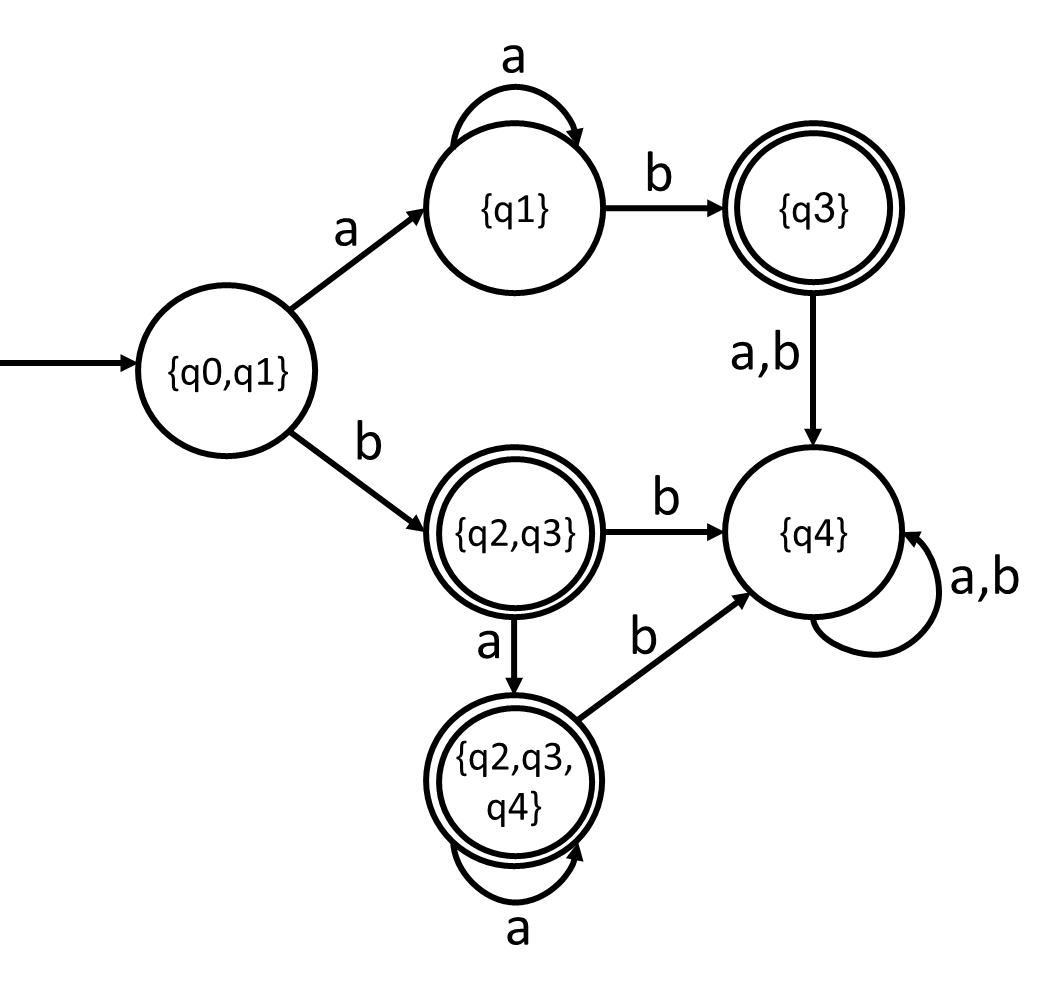 a
{q1}
b
{q3}
a
{q0,q1}
a,b
b
{q2,q3}
b
{q4}
a,b
a
b
{q2,q3,
q4}
a